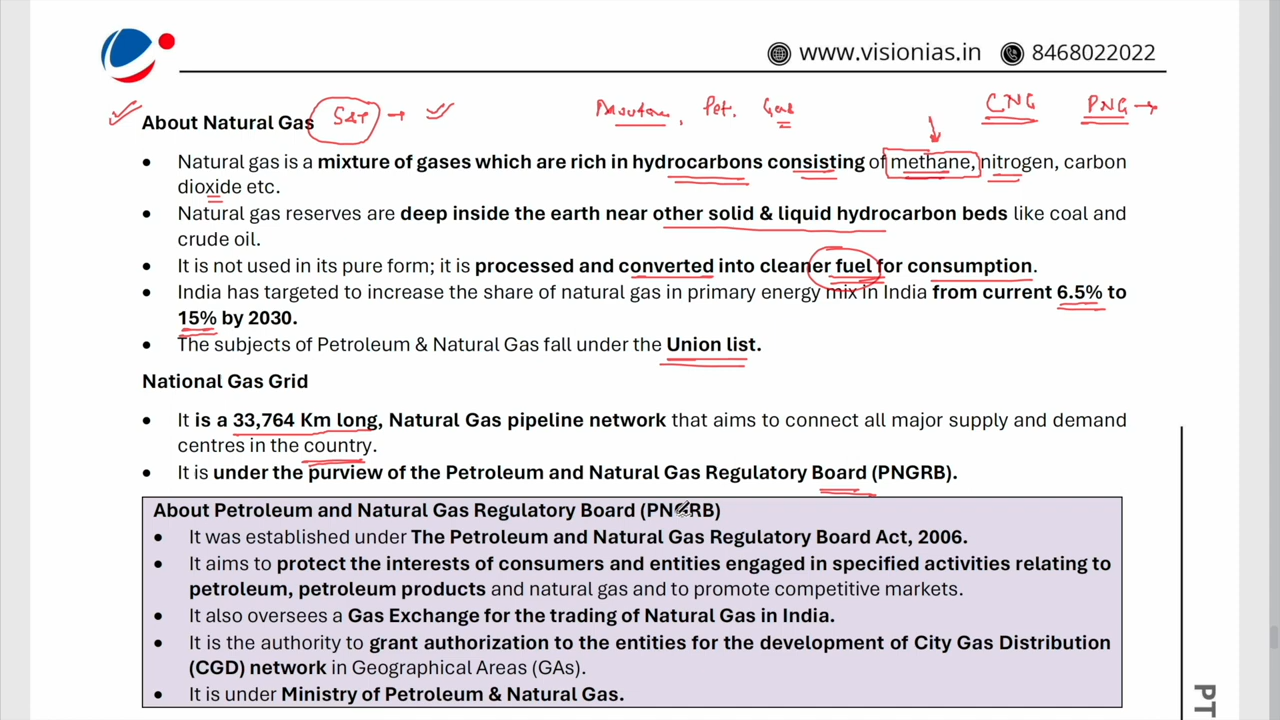 www.visionias.in 8468022022
CNG PNG →
Pet. Gas
About Natural Gas S&T →
• Natural gas is a mixture of gases which are rich in hydrocarbons consisting of methane, nitrogen, carbon
dioxide etc.
• Natural gas reserves are deep inside the earth near other solid & liquid hydrocarbon beds like coal and
crude oil.
• It is not used in its pure form; it is processed and converted into cleaner fuel for consumption.
• India has targeted to increase the share of natural gas in primary energy mix in India from current 6.5% to
15% by 2030.
• The subjects of Petroleum & Natural Gas fall under the Union list.
National Gas Grid
• It is a 33,764 Km long, Natural Gas pipeline network that aims to connect all major supply and demand
centres in the country.
• It is under the purview of the Petroleum and Natural Gas Regulatory Board (PNGRB).
About Petroleum and Natural Gas Regulatory Board (PNGRB)
• It was established under The Petroleum and Natural Gas Regulatory Board Act, 2006.
• It aims to protect the interests of consumers and entities engaged in specified activities relating to
petroleum, petroleum products and natural gas and to promote competitive markets.
• It also oversees a Gas Exchange for the trading of Natural Gas in India.
• It is the authority to grant authorization to the entities for the development of City Gas Distribution
(CGD) network in Geographical Areas (GAs).
• It is under Ministry of Petroleum & Natural Gas.
PT